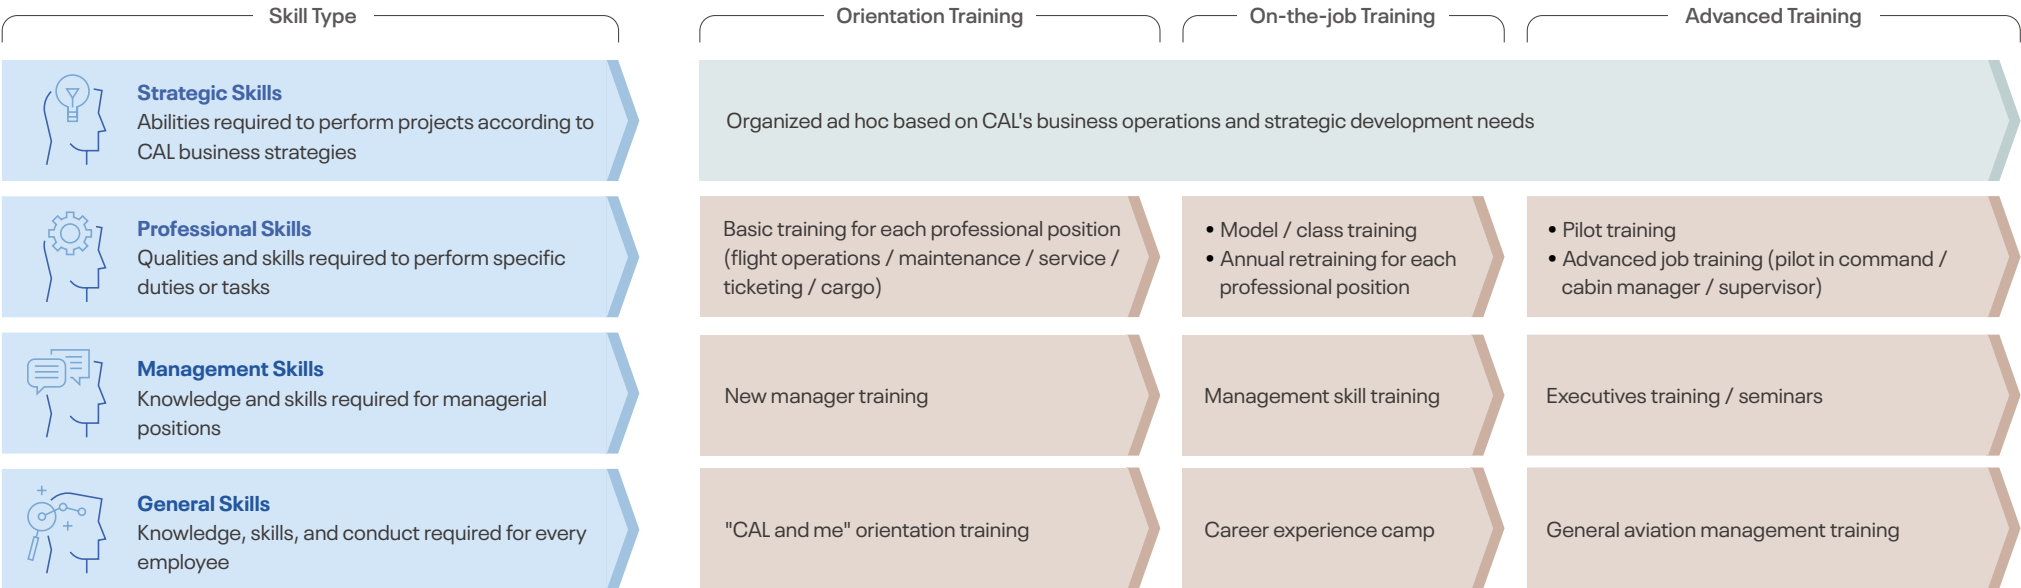 Skill Type
Orientation Training
On-the-job Training
Advanced Training
Strategic Skills
Abilities required to perform projects according to
CAL business strategies
Organized ad hoc based on CAL's business operations and strategic development needs
Professional Skills
Qualities and skills required to perform specific
duties or tasks
Basic training for each professional position
(flight operations / maintenance / service /
ticketing / cargo)
• Model / class training
• Annual retraining for each
professional position
• Pilot training
• Advanced job training (pilot in command /
cabin manager / supervisor)
Management Skills
Knowledge and skills required for managerial
positions
New manager training
Management skill training
Executives training / seminars
General Skills
Knowledge, skills, and conduct required for every
employee
"CAL and me" orientation training
Career experience camp
General aviation management training